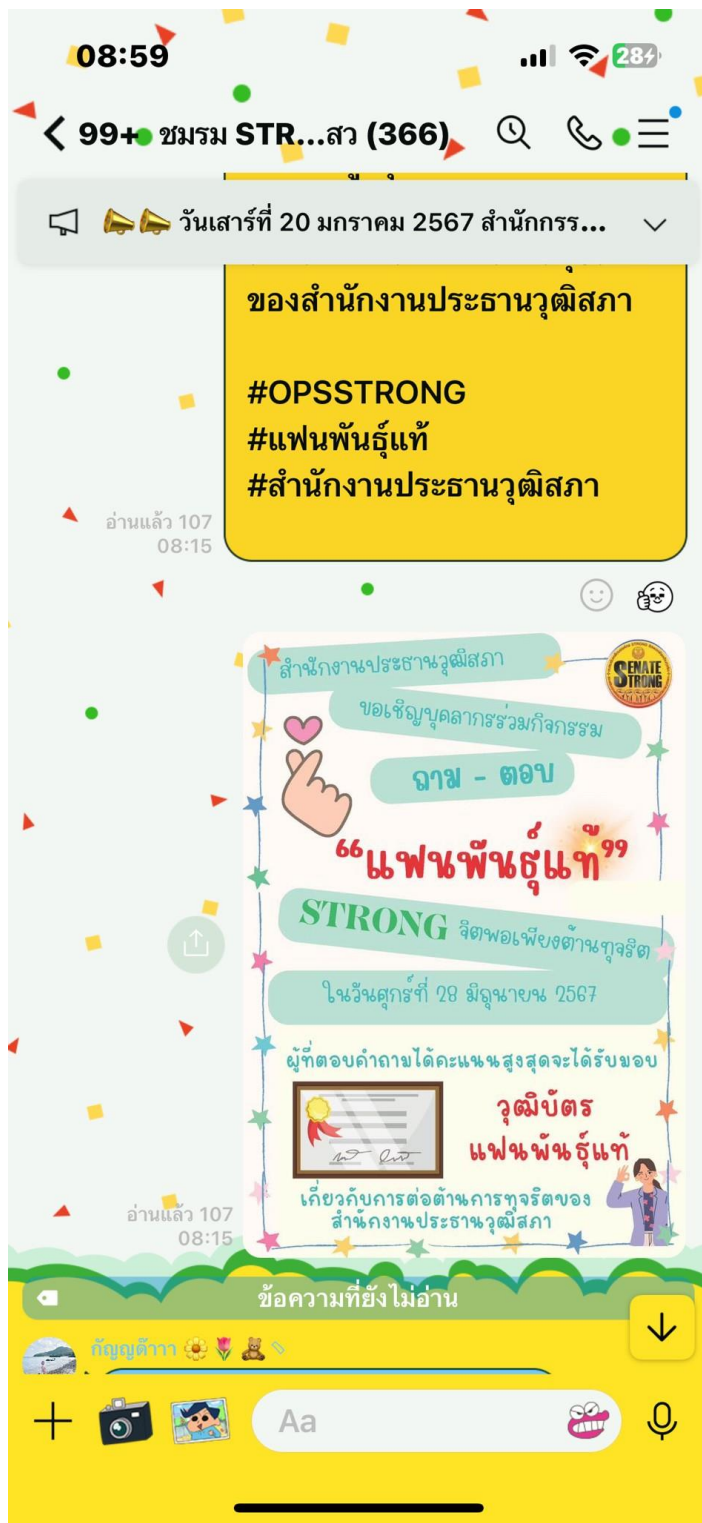 08:59
28
99+ ชมรม STR...สว (366)
วันเสาร์ที่ 20 มกราคม 2567 สำนักกรร...
ของสำนักงานประธานวุฒิสภา
#OPSSTRONG
#แฟนพันธุ์แท้
#สำนักงานประธานวุฒิสภา
อ่านแล้ว 107
08:15
สำนักงานประธานวุฒิสภา
SENATE
STRONG
ขอเชิญบุคลากรร่วมกิจกรรม
ถาม - ตอบ
“แฟนพันธุ์แท้”
STRONG จิตพอเพียงต้านทุจริต
ในวันศุกร์ที่ 28 มิถุนายน 2567
ผู้ที่ตอบคำถามได้คะแนนสูงสุดจะได้รับมอบ
วุฒิบัตร
แฟนพันธุ์แท้
เกี่ยวกับการต่อต้านการทุจริตของ
สำนักงานประธานวุฒิสภา
อ่านแล้ว 107
08:15
ข้อความที่ยังไม่อ่าน
กัญญด๊าาา
Aa